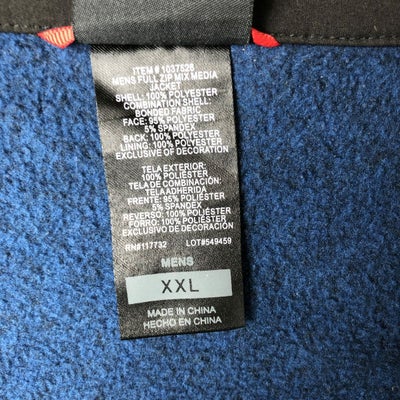 ITEM # 1037526
MENS FULL ZIP MIX MEDIA
JACKET
SHELL: 100% POLYESTER
COMBINATION SHELL:
BONDED FABRIC
FACE: 95% POLYESTER
5% SPANDEX
BACK: 100% POLYESTER
LINING: 100% POLYESTER
EXCLUSIVE OF DECORATION
TELA EXTERIOR:
100% POLIÉSTER
TELA DE COMBINACIÓN:
TELA ADHERIDA
FRENTE: 95% POLIÉSTER
5% SPANDEX
REVERSO: 100% POLIÉSTER
FORRO: 100% POLIÉSTER
EXCLUSIVO DE DECORACIÓN
RN#117732 LOT#549459
MENS
XXL
MADE IN CHINA
HECHO EN CHINA